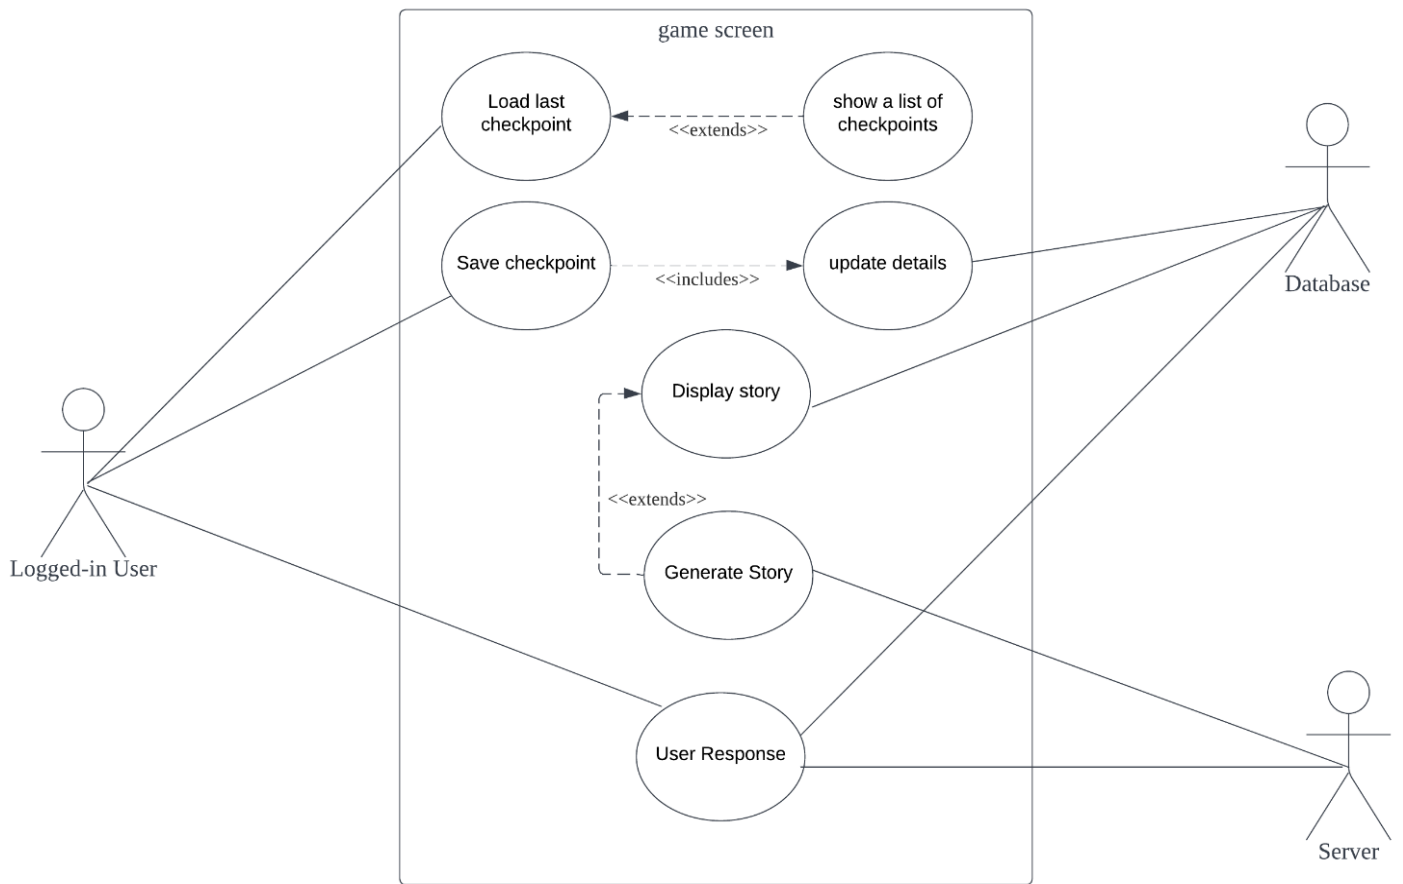 game screen
Load last
checkpoint
<<extends>>
show a list of
checkpoints
Save checkpoint
<<includes>>
update details
Database
Display story
<<extends>>
Generate Story
Logged-in User
User Response
Server